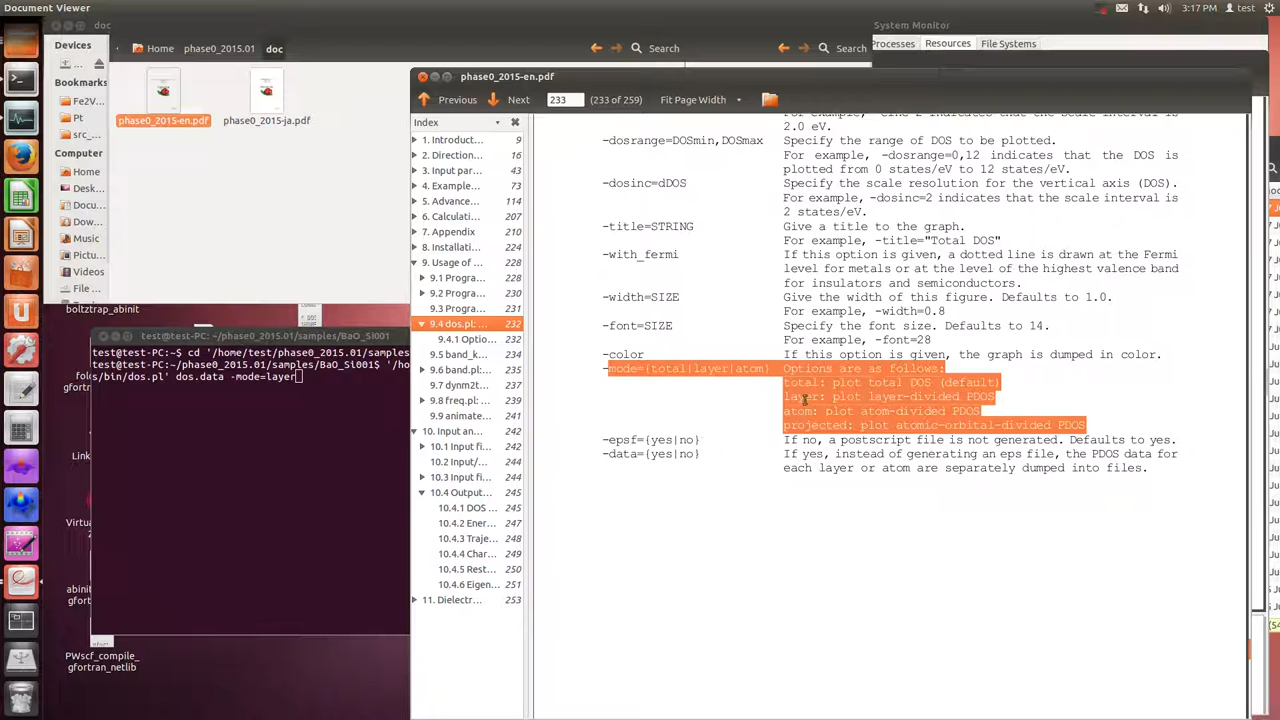 Document Viewer
3:17 PM
test
doc
System Monitor
Devices
Home
phase0_2015.01
doc
Search
Search
Processes
Resources
File Systems
Bookmarks
Fe2V...
Pt
src_...
Computer
Home
Desk...
Docu...
Dow...
Music
Pictu...
Videos
File ...
phase0_2015-en.pdf
phase0_2015-ja.pdf
boltztrap_abinit
phase0_2015-en.pdf
Previous
Next
233
(233 of 259)
Fit Page Width
Index
1. Introduct... 9
2. Direction... 16
3. Input par... 43
4. Example... 73
5. Advance... 114
6. Calculati... 207
7. Appendix 220
8. Installati... 224
9. Usage of ... 228
9.1 Progra... 228
9.2 Progra... 230
9.3 Progra... 231
9.4 dos.pl: ... 232
9.4.1 Optio... 232
9.5 band_k... 234
9.6 band.pl: ... 234
9.7 dynm2t... 236
9.8 freq.pl: ... 239
9.9 animate... 241
10. Input an... 242
10.1 Input fi... 242
10.2 Input/... 242
10.3 Input fi... 242
10.4 Output... 245
10.4.1 DOS ... 245
10.4.2 Ener... 247
10.4.3 Traje... 248
10.4.4 Char... 249
10.4.5 Rest... 250
10.4.6 Eigen... 251
11. Dielectr... 253
2.0 eV.
-dosrange=DOSmin,DOSmax Specify the range of DOS to be plotted.
For example, -dosrange=0,12 indicates that the DOS is
plotted from 0 states/eV to 12 states/eV.
-dosinc=dDOS Specify the scale resolution for the vertical axis (DOS).
For example, -dosinc=2 indicates that the scale interval is
2 states/eV.
-title=STRING Give a title to the graph.
For example, -title="Total DOS"
-with_fermi If this option is given, a dotted line is drawn at the Fermi
level for metals or at the level of the highest valence band
for insulators and semiconductors.
-width=SIZE Give the width of this figure. Defaults to 1.0.
For example, -width=0.8
-font=SIZE Specify the font size. Defaults to 14.
For example, -font=28
-color If this option is given, the graph is dumped in color.
-mode={total|layer|atom} Options are as follows:
total: plot total DOS (default)
layer: plot layer-divided PDOS
atom: plot atom-divided PDOS
projected: plot atomic-orbital-divided PDOS
-epsf={yes|no} If no, a postscript file is not generated. Defaults to yes.
-data={yes|no} If yes, instead of generating an eps file, the PDOS data for
each layer or atom are separately dumped into files.
test@test-PC: ~/phase0_2015.01/samples/BaO_Si001
test@test-PC:~$ cd '/home/test/phase0_2015.01/samples
test@test-PC:~/phase0_2015.01/samples/BaO_Si001$ '/ho
s/bin/dos.pl' dos.data -mode=layer
PWscf_compile_
gfortran_netlib